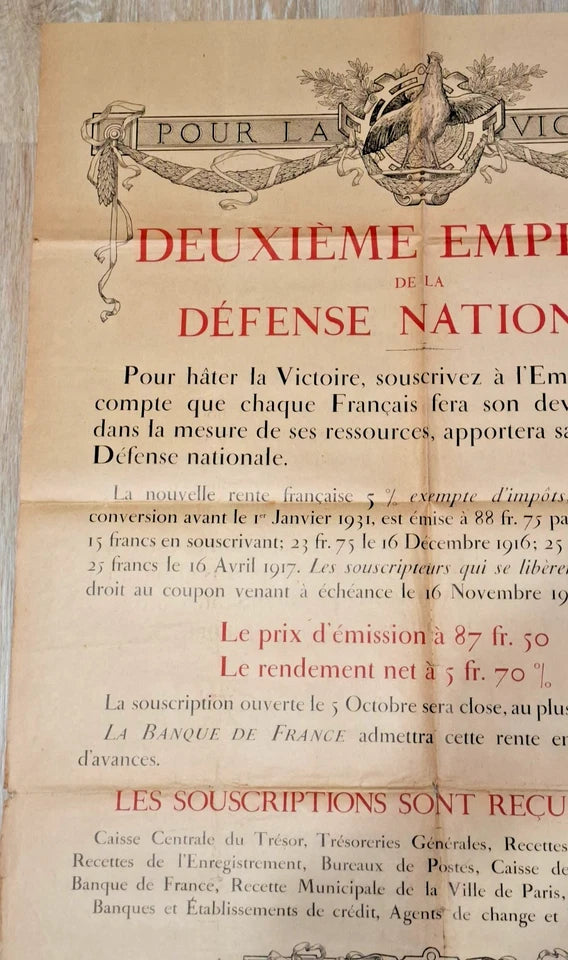 POUR LA VIC
DEUXIÈME EMP
DE LA
DÉFENSE NATION
Pour hâter la Victoire, souscrivez à l'Em
compte que chaque Français fera son dev
dans la mesure de ses ressources, apportera sa
Défense nationale.
La nouvelle rente française 5 % exempte d'impôts,
conversion avant le 1er Janvier 1931, est émise à 88 fr. 75 pa
15 francs en souscrivant; 23 fr. 75 le 16 Décembre 1916; 25
25 francs le 16 Avril 1917. Les souscripteurs qui se libère
droit au coupon venant à échéance le 16 Novembre 19
Le prix d'émission à 87 fr. 50
Le rendement net à 5 fr. 70 %
La souscription ouverte le 5 Octobre sera close, au plus
LA BANQUE DE FRANCE admettra cette rente en
d'avances.
LES SOUSCRIPTIONS SONT REÇU
Caisse Centrale du Trésor, Trésoreries Générales, Recettes
Recettes de l'Enregistrement, Bureaux de Postes, Caisse de
Banque de France, Recette Municipale de la Ville de Paris,
Banques et Établissements de crédit, Agents de change et